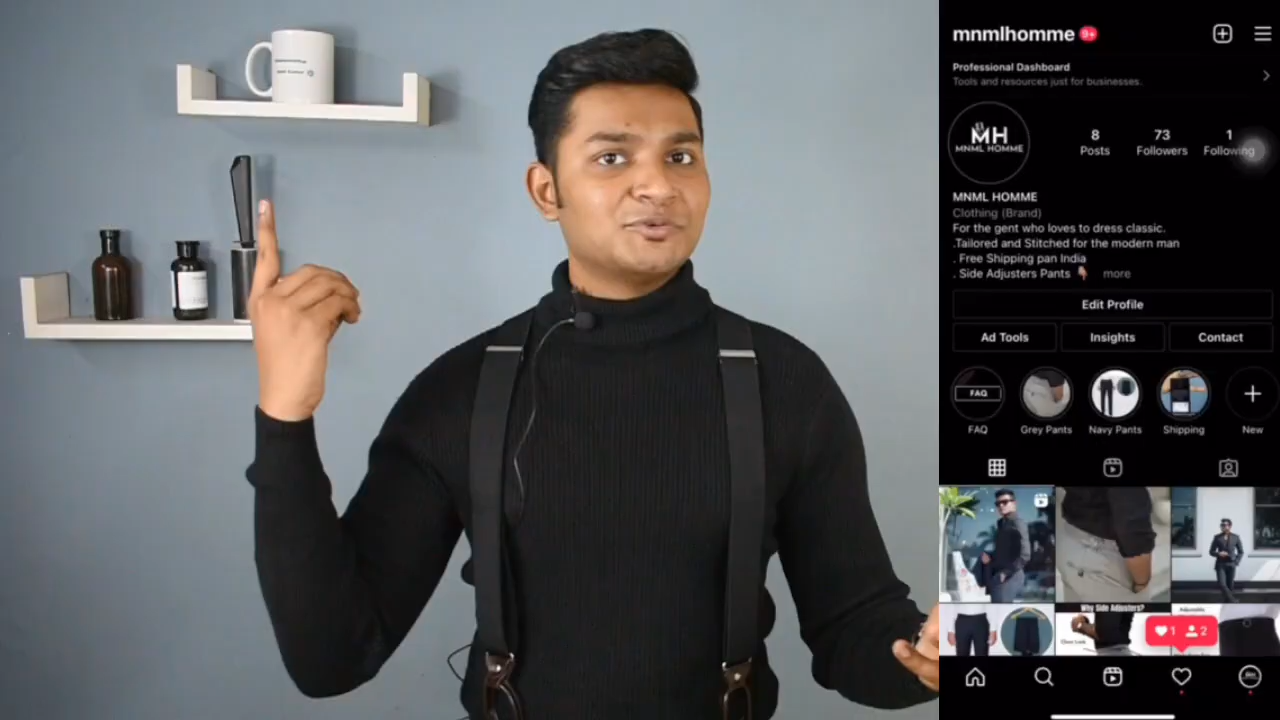 mnmlhomme 9+
Professional Dashboard
Tools and resources just for businesses.
MH
MNML HOMME
8
Posts
73
Followers
1
Following
MNML HOMME
Clothing (Brand)
For the gent who loves to dress classic.
.Tailored and Stitched for the modern man
. Free Shipping pan India
. Side Adjusters Pants 👇 more
Edit Profile
Ad Tools
Insights
Contact
FAQ
FAQ
Grey Pants
Navy Pants
Shipping
New
Why Side Adjusters?
1 2